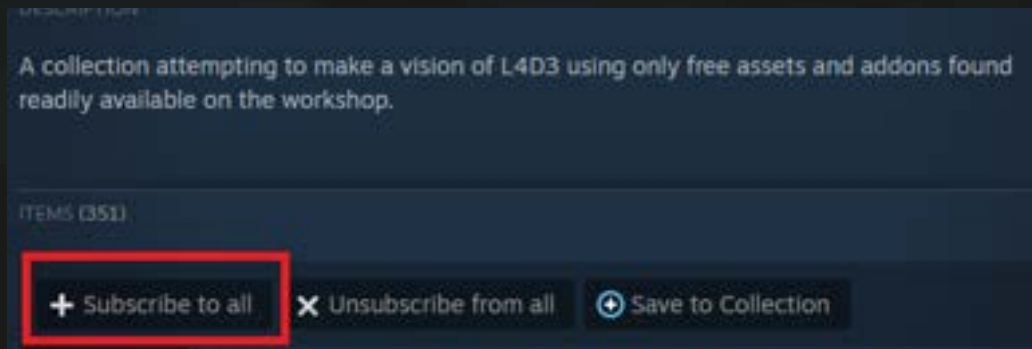 DESCRIPTION
A collection attempting to make a vision of L4D3 using only free assets and addons found
readily available on the workshop.
ITEMS (351)
Subscribe to all
Unsubscribe from all
Save to Collection